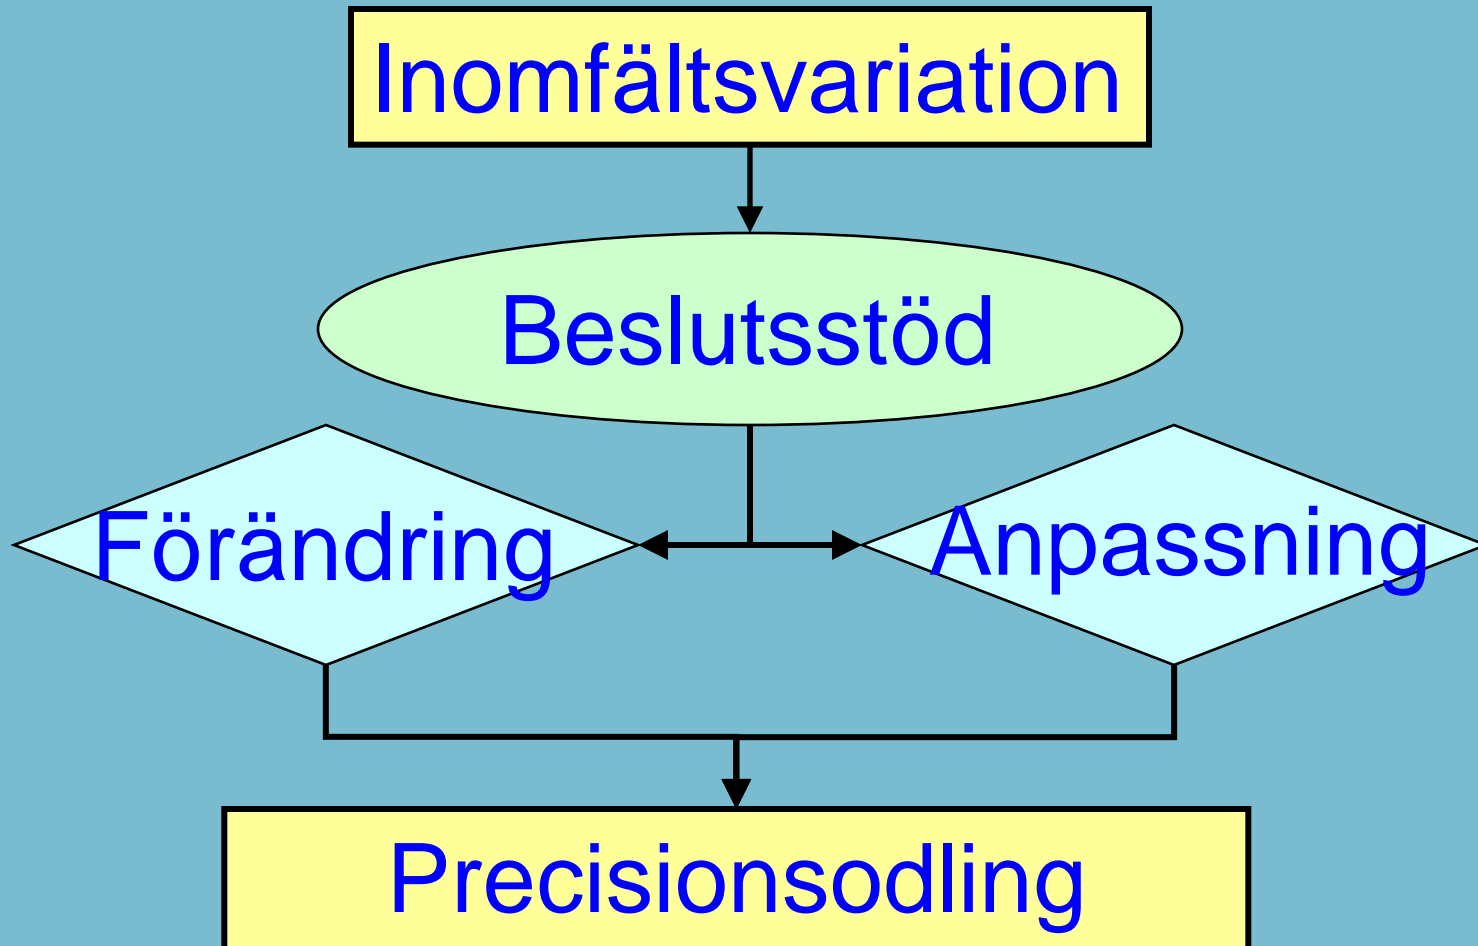 Inomfältsvariation
Beslutsstöd
Förändring
Anpassning
Precisionsodling